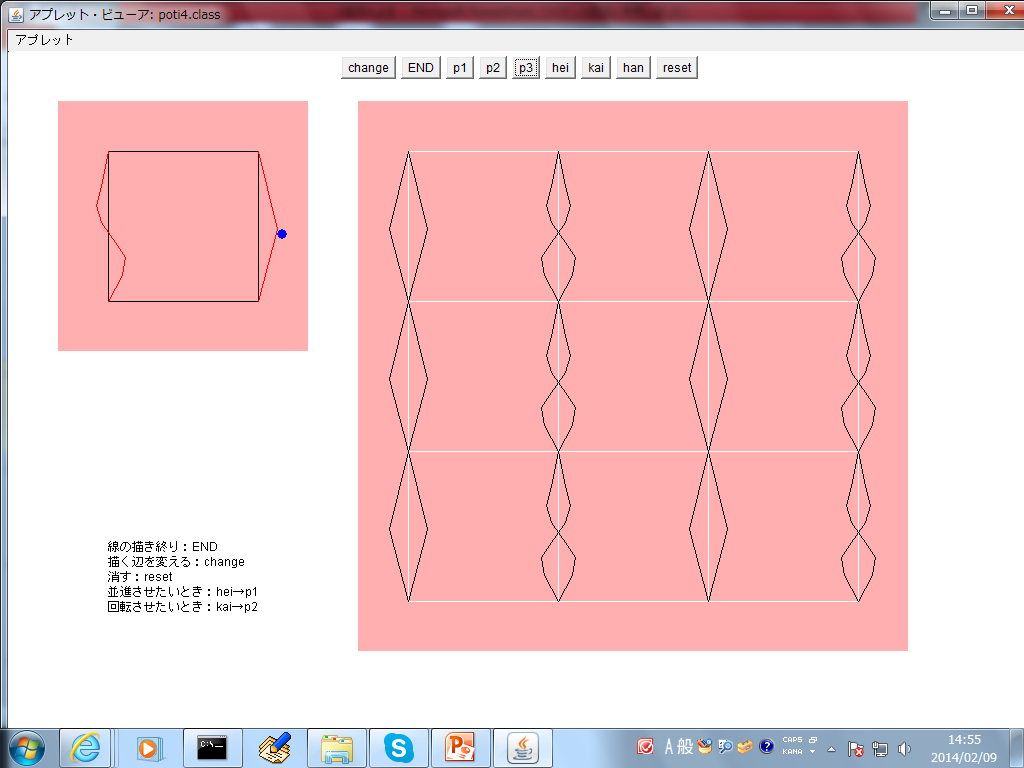 アプレット・ビューア: poti4.class
アプレット
change END p1 p2 p3 hei kai han reset
線の描き終り：END
描く辺を変える：change
消す：reset
並進させたいとき：hei→p1
回転させたいとき：kai→p2
C:\_
A 般 CAPS
KANA
14:55
2014/02/09